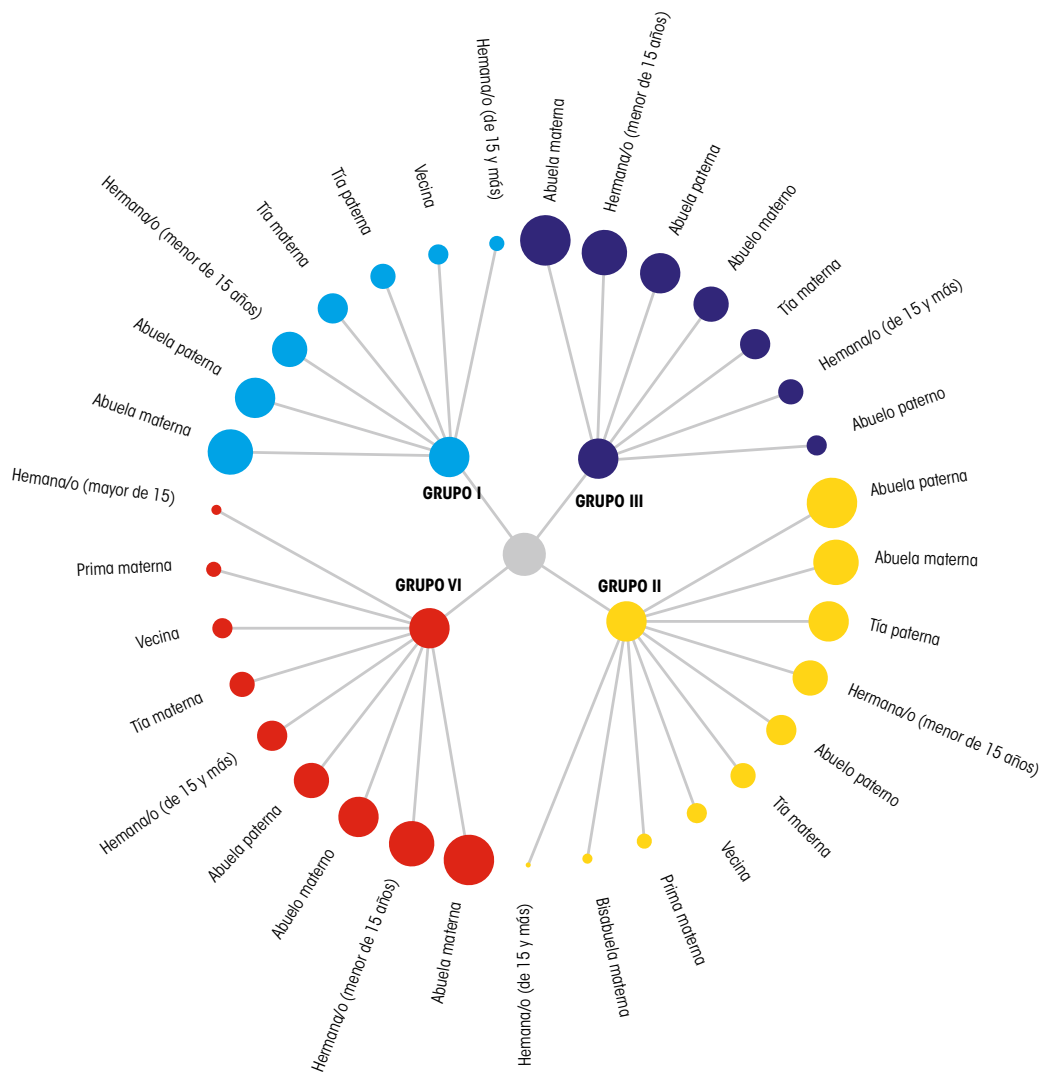 GRUPO I
Abuela materna
Abuela paterna
Hermana/o (menor de 15 años)
Tía materna
Tía paterna
Vecina
Hemana/o (de 15 y más)
GRUPO III
Abuela materna
Hermana/o (menor de 15 años)
Abuela paterna
Abuelo materno
Tía materna
Hemana/o (de 15 y más)
Abuelo paterno
GRUPO II
Abuela paterna
Abuela materna
Tía paterna
Hermana/o (menor de 15 años)
Abuelo paterno
Tía materna
Vecina
Prima materna
Bisabuela materna
Hemana/o (de 15 y más)
GRUPO VI
Hemana/o (mayor de 15)
Prima materna
Vecina
Tía materna
Hemana/o (de 15 y más)
Abuela paterna
Abuelo materno
Hermana/o (menor de 15 años)
Abuela materna